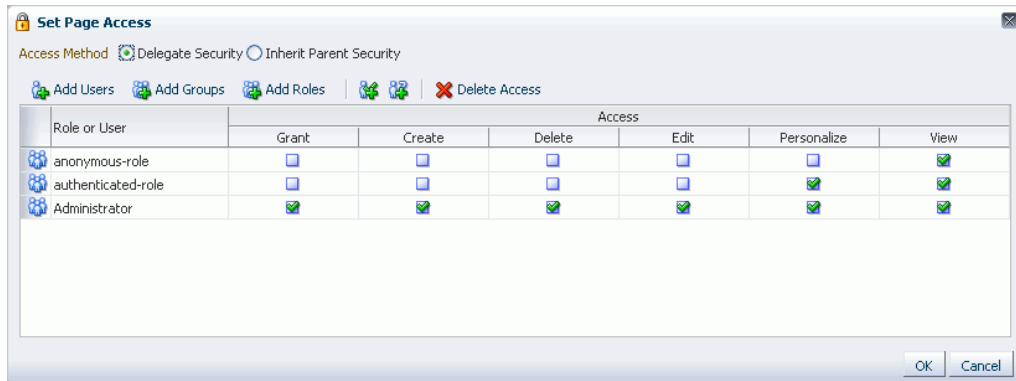 Set Page Access
Access Method Delegate Security Inherit Parent Security
Add Users Add Groups Add Roles Delete Access
Role or User Access
Grant Create Delete Edit Personalize View
anonymous-role
authenticated-role
Administrator
OK Cancel